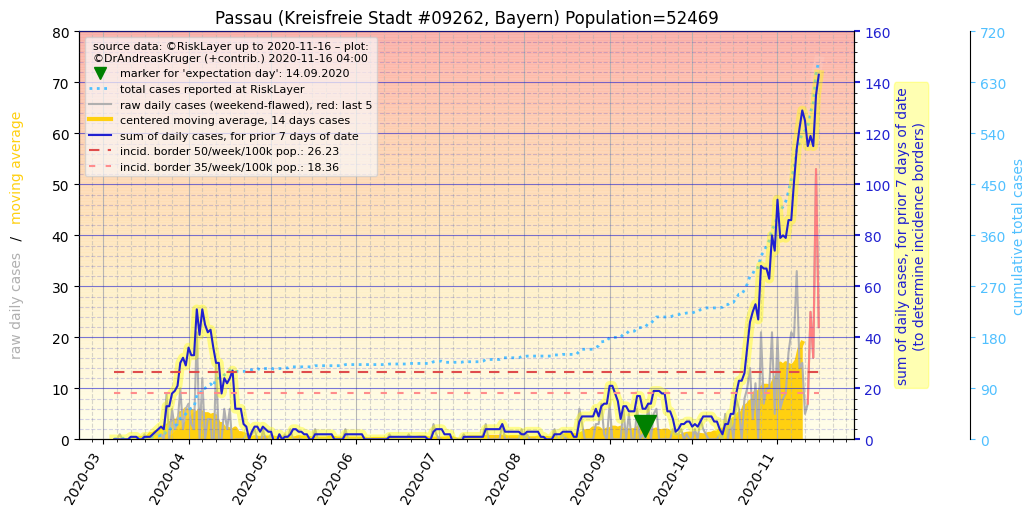 Passau (Kreisfreie Stadt #09262, Bayern) Population=52469
source data: ©RiskLayer up to 2020-11-16 – plot:
©DrAndreasKruger (+contrib.) 2020-11-16 04:00
marker for 'expectation day': 14.09.2020
total cases reported at RiskLayer
raw daily cases (weekend-flawed), red: last 5
centered moving average, 14 days cases
sum of daily cases, for prior 7 days of date
incid. border 50/week/100k pop.: 26.23
incid. border 35/week/100k pop.: 18.36
raw daily cases / moving average
80
70
60
50
40
30
20
10
0
160
140
120
100
80
60
40
20
0
sum of daily cases, for prior 7 days of date
(to determine incidence borders)
720
630
540
450
360
270
180
90
0
cumulative total cases
2020-03
2020-04
2020-05
2020-06
2020-07
2020-08
2020-09
2020-10
2020-11